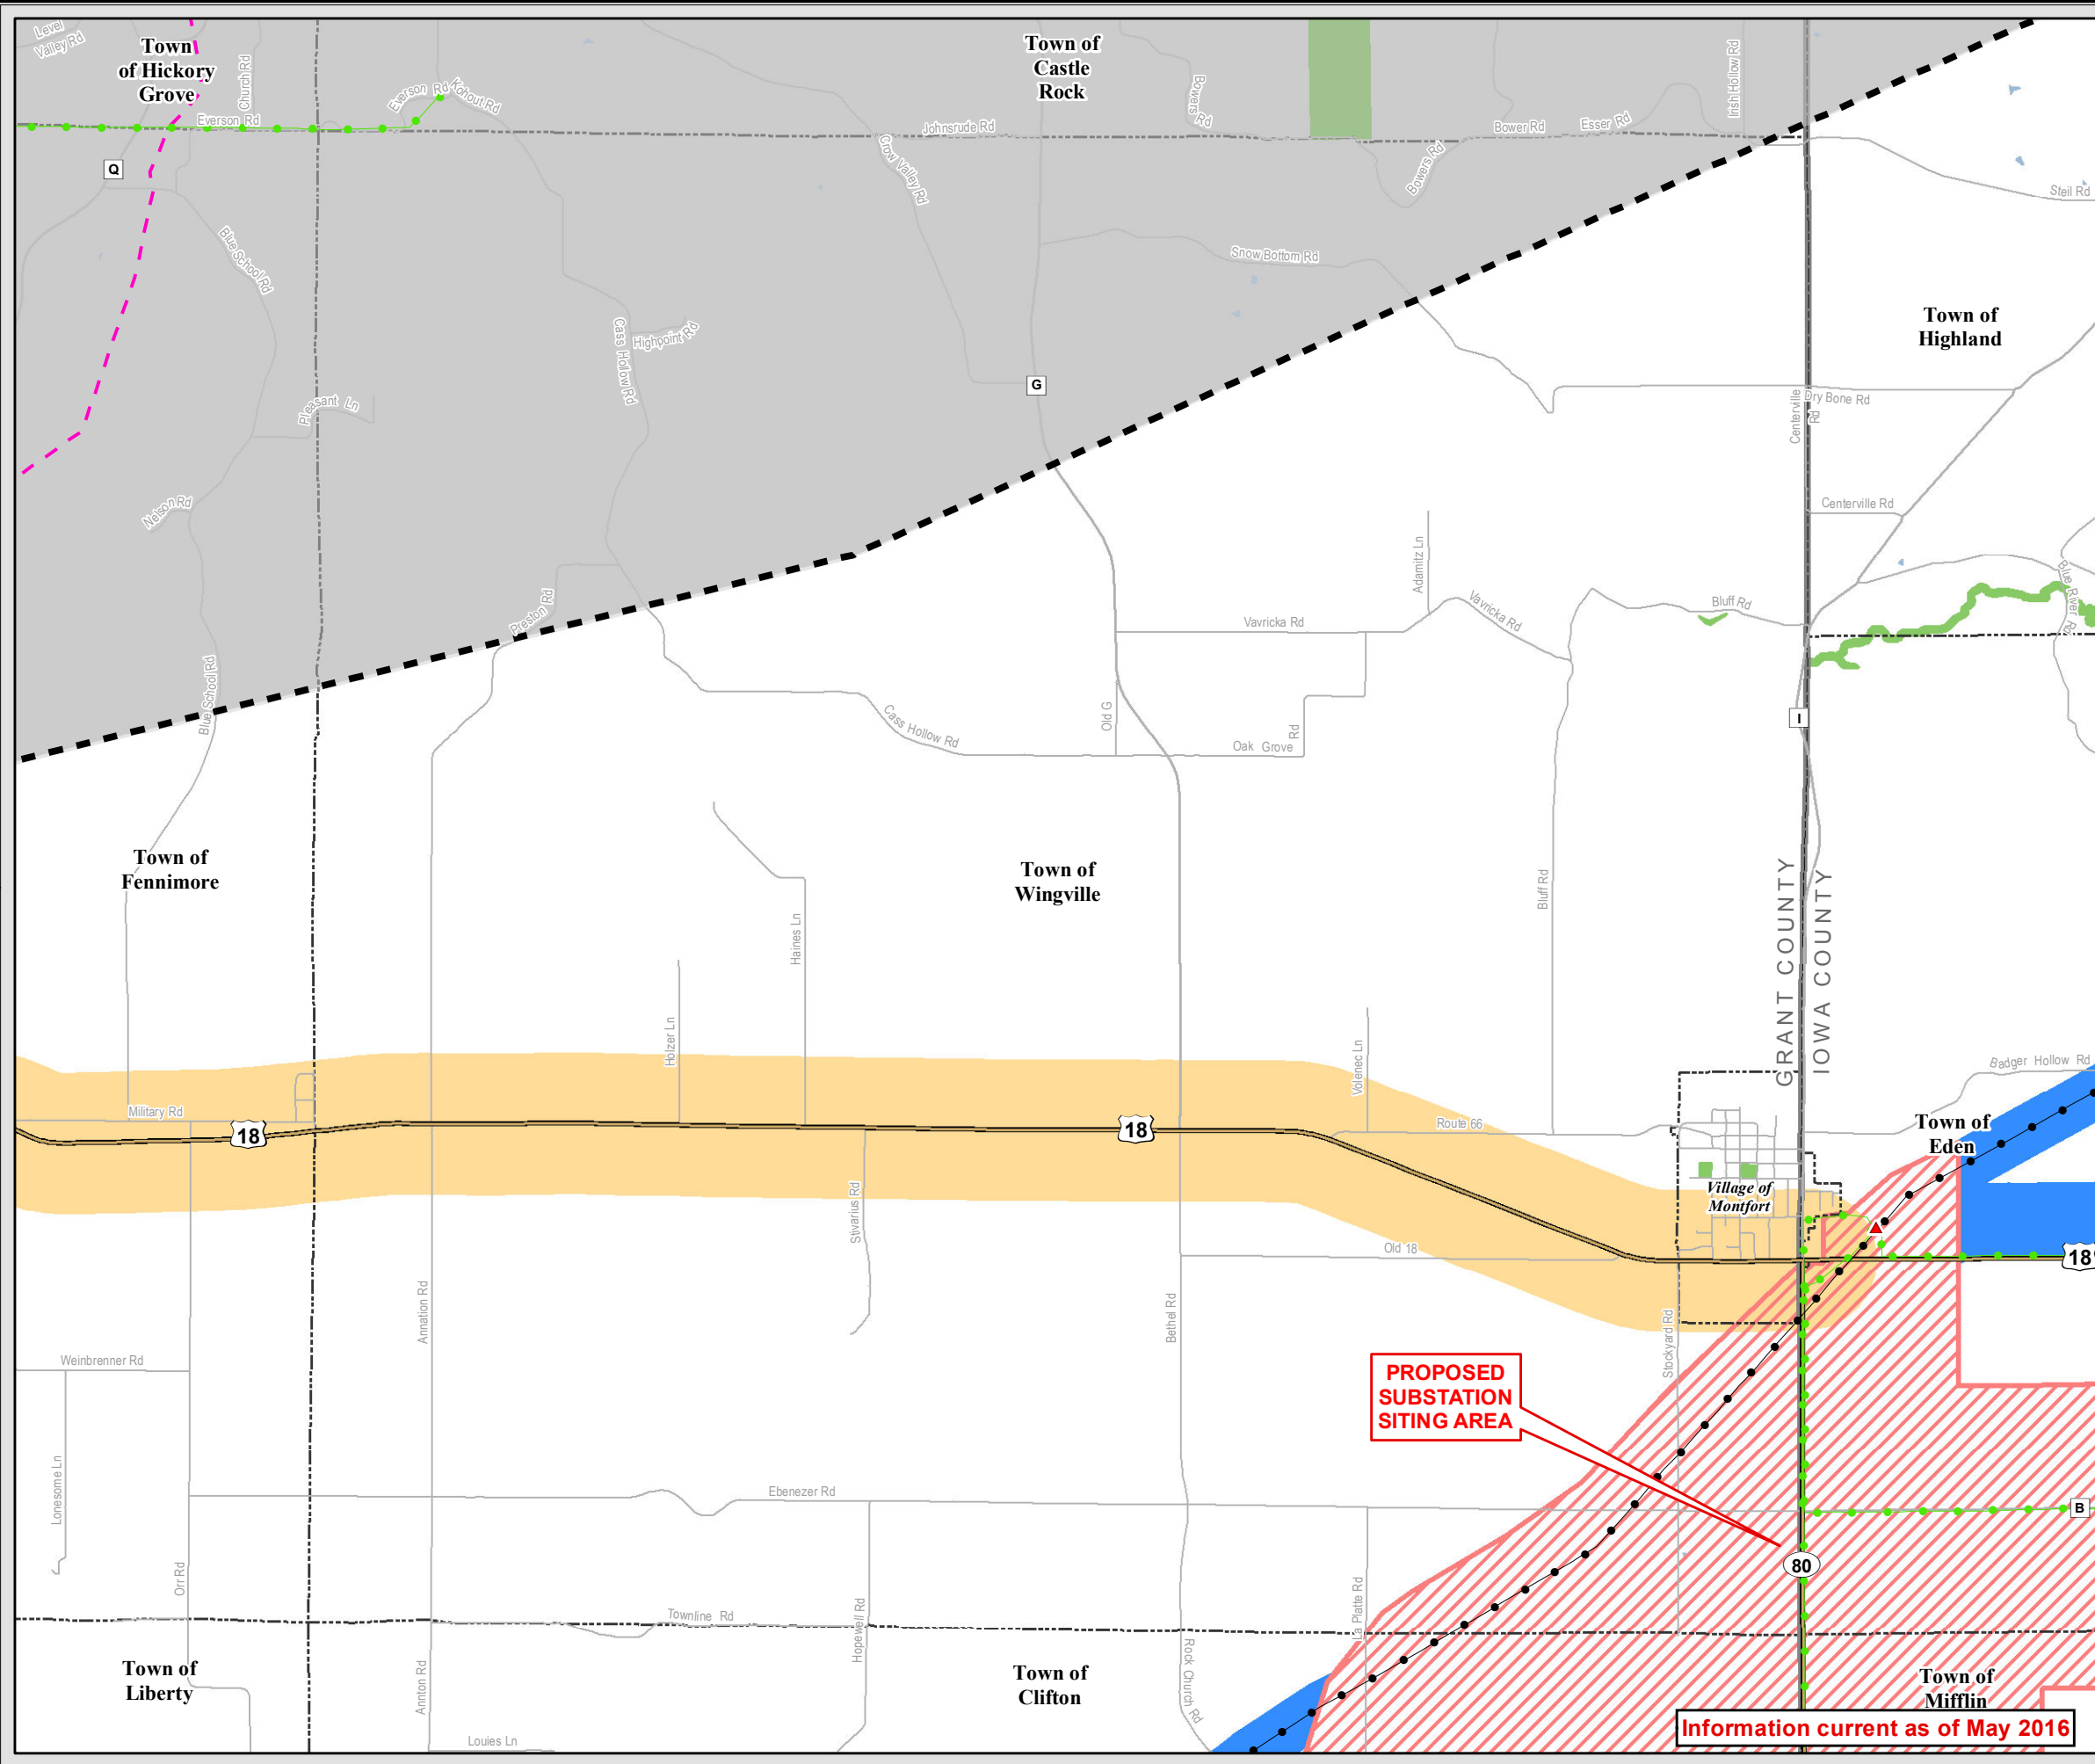 Level
Valley Rd
Town
of Hickory
Grove
Church Rd
Everson Rd
Kohout Rd
Everson Rd
Q
Town of
Castle
Rock
Bowers
Rd
Johnsrude Rd
Crow Valley Rd
Bowers Rd
Bower Rd
Esser Rd
Irish Hollow Rd
Steil Rd
Blue School Rd
Snow Bottom Rd
Town of
Highland
Cass Hollow Rd
Highpoint Rd
G
Pleasant Ln
Centerville
Rd
Dry Bone Rd
Nelson Rd
Centerville Rd
Adamitz Ln
Preston Rd
Vavricka Rd
Vavricka Rd
Bluff Rd
Blue River Rd
Blue School Rd
Cass Hollow Rd
Old G
Oak Grove
Rd
I
Town of
Fennimore
Town of
Wingville
Bluff Rd
Haines Ln
Holzer Ln
GRANT COUNTY
IOWA COUNTY
Volenec Ln
Badger Hollow Rd
Military Rd
18
18
Route 66
Town of
Eden
Village of
Montfort
Stivarius Rd
Old 18
18
Annation Rd
Bethel Rd
Stockyard Rd
Weinbrenner Rd
PROPOSED
SUBSTATION
SITING AREA
Lonesome Ln
Ebenezer Rd
B
80
Orr Rd
Townline Rd
Hopewell Rd
La Platte Rd
Town of
Liberty
Annton Rd
Town of
Clifton
Rock Church Rd
Town of
Mifflin
Louies Ln
Information current as of May 2016